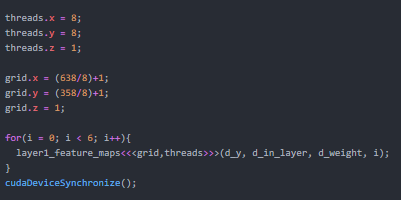 threads.x = 8;
threads.y = 8;
threads.z = 1;
grid.x = (638/8)+1;
grid.y = (358/8)+1;
grid.z = 1;
for(i = 0; i < 6; i++){
layer1_feature_maps<<<grid,threads>>>(d_y, d_in_layer, d_weight, i);
}
cudaDeviceSynchronize();